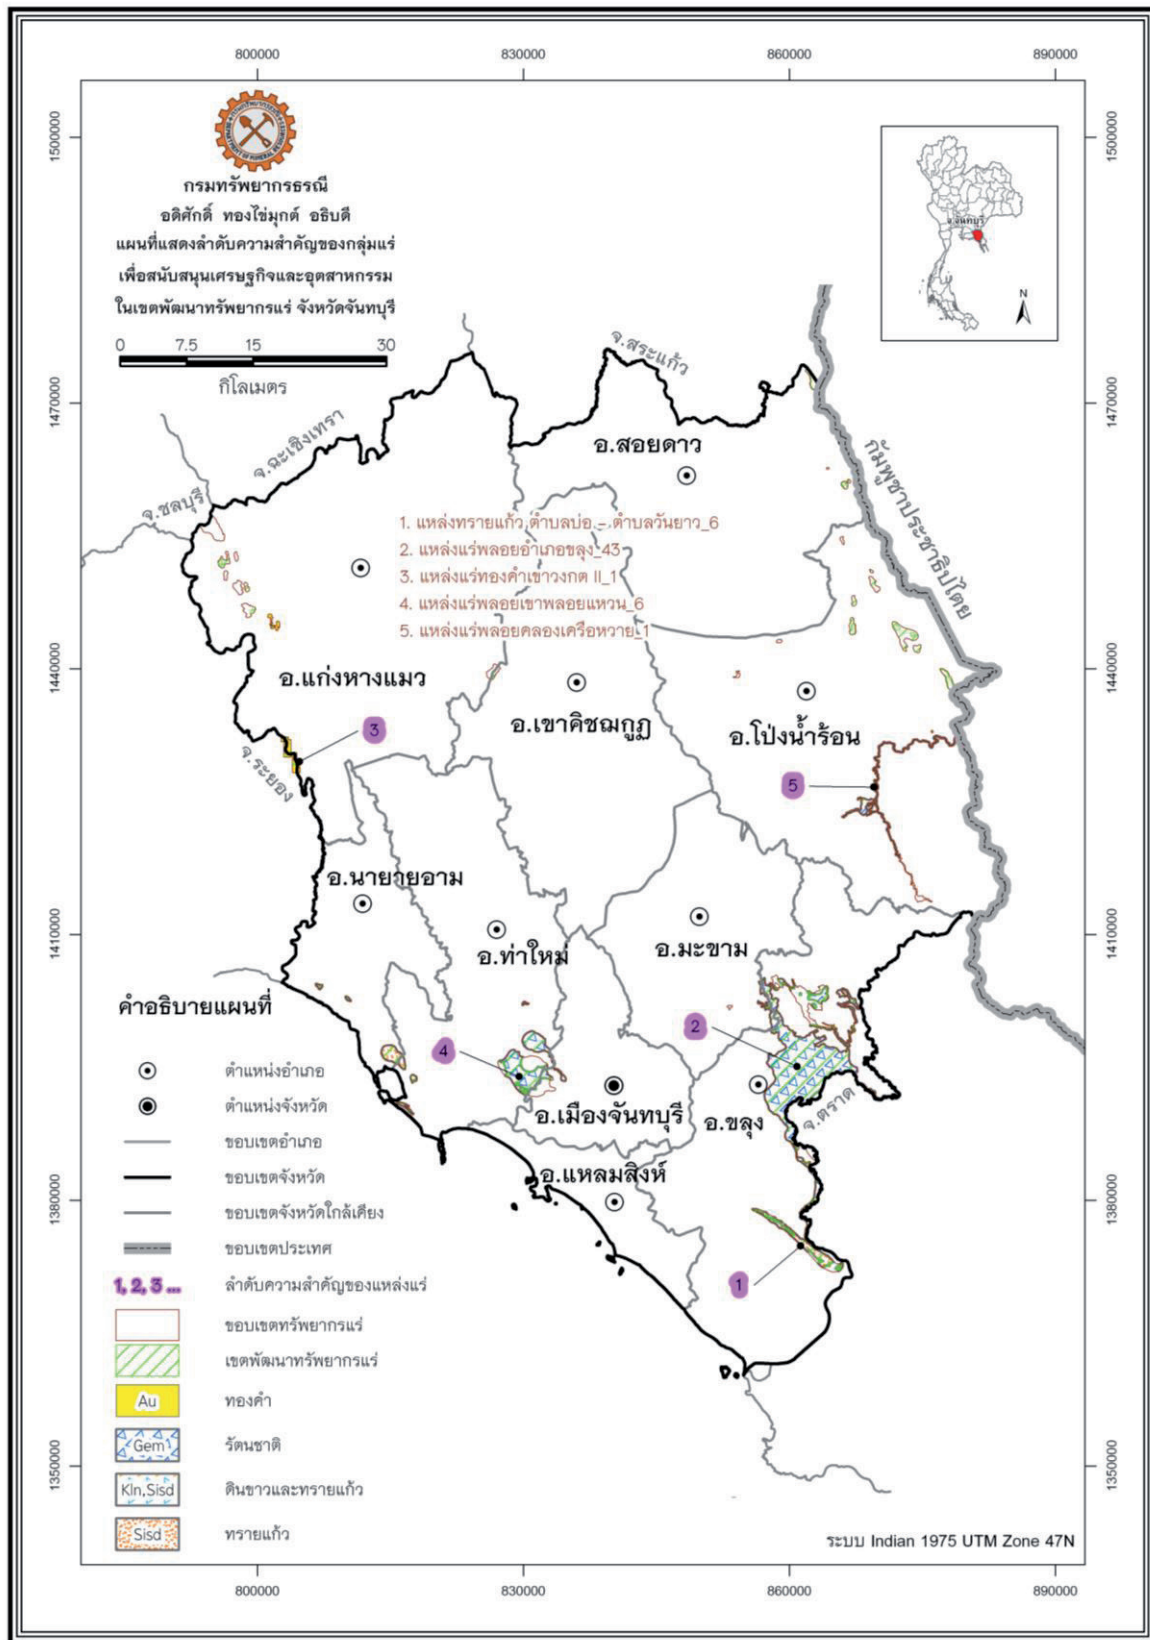 800000
830000
860000
890000
1500000
1500000
กรมทรัพยากรธรณี
อดิศักดิ์ ทองไข่มุกต์ อธิบดี
แผนที่แสดงลำดับความสำคัญของกลุ่มแร่
เพื่อสนับสนุนเศรษฐกิจและอุตสาหกรรม
ในเขตพัฒนาทรัพยากรแร่ จังหวัดจันทบุรี
0 7.5 15 30
กิโลเมตร
จ.จันทบุรี
N
จ.สระแก้ว
1470000
1470000
จ.ฉะเชิงเทรา
อ.สอยดาว
กัมพูชาประชาธิปไตย
จ.ชลบุรี
1. แหล่งทรายแก้ว ตำบลบ่อ - ตำบลวันยาว_6
2. แหล่งแร่พลอยอำเภอขลุง_43
3. แหล่งแร่ทองคำเขาวงกต II_1
4. แหล่งแร่พลอยเขาพลอยแหวน_6
5. แหล่งแร่พลอยคลองเครือหวาย_1
1440000
1440000
อ.แก่งหางแมว
อ.เขาคิชฌกูฏ
อ.โป่งน้ำร้อน
3
จ.ระยอง
5
อ.นายายอาม
1410000
1410000
อ.ท่าใหม่
อ.มะขาม
คำอธิบายแผนที่
2
4
ตำแหน่งอำเภอ
ตำแหน่งจังหวัด
อ.เมืองจันทบุรี
อ.ขลุง
จ.ตราด
ขอบเขตอำเภอ
อ.แหลมสิงห์
ขอบเขตจังหวัด
1380000
1380000
ขอบเขตจังหวัดใกล้เคียง
ขอบเขตประเทศ
1
1, 2, 3 ... ลำดับความสำคัญของแหล่งแร่
ขอบเขตทรัพยากรแร่
เขตพัฒนาทรัพยากรแร่
Au ทองคำ
Gem รัตนชาติ
1350000
1350000
Kln,Sisd ดินขาวและทรายแก้ว
Sisd ทรายแก้ว
ระบบ Indian 1975 UTM Zone 47N
800000
830000
860000
890000